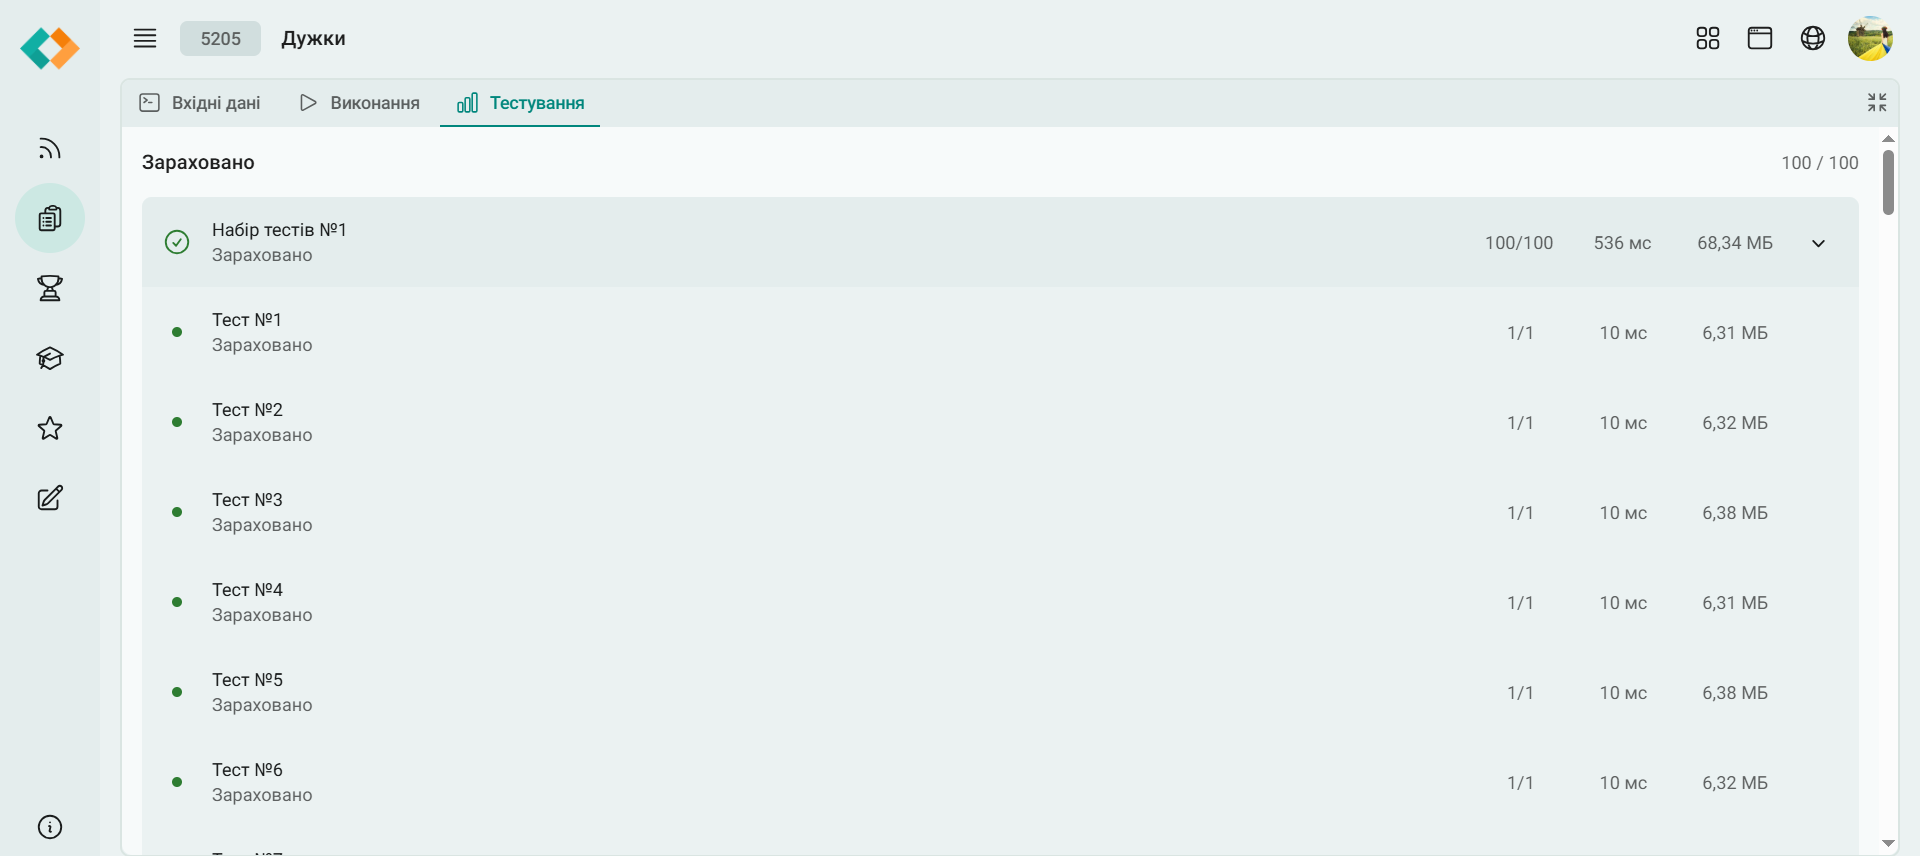 5205 Дужки
Вхідні дані Виконання Тестування
Зараховано 100 / 100
Набір тестів №1
Зараховано
100/100 536 мс 68,34 МБ
Тест №1
Зараховано
1/1 10 мс 6,31 МБ
Тест №2
Зараховано
1/1 10 мс 6,32 МБ
Тест №3
Зараховано
1/1 10 мс 6,38 МБ
Тест №4
Зараховано
1/1 10 мс 6,31 МБ
Тест №5
Зараховано
1/1 10 мс 6,38 МБ
Тест №6
Зараховано
1/1 10 мс 6,32 МБ